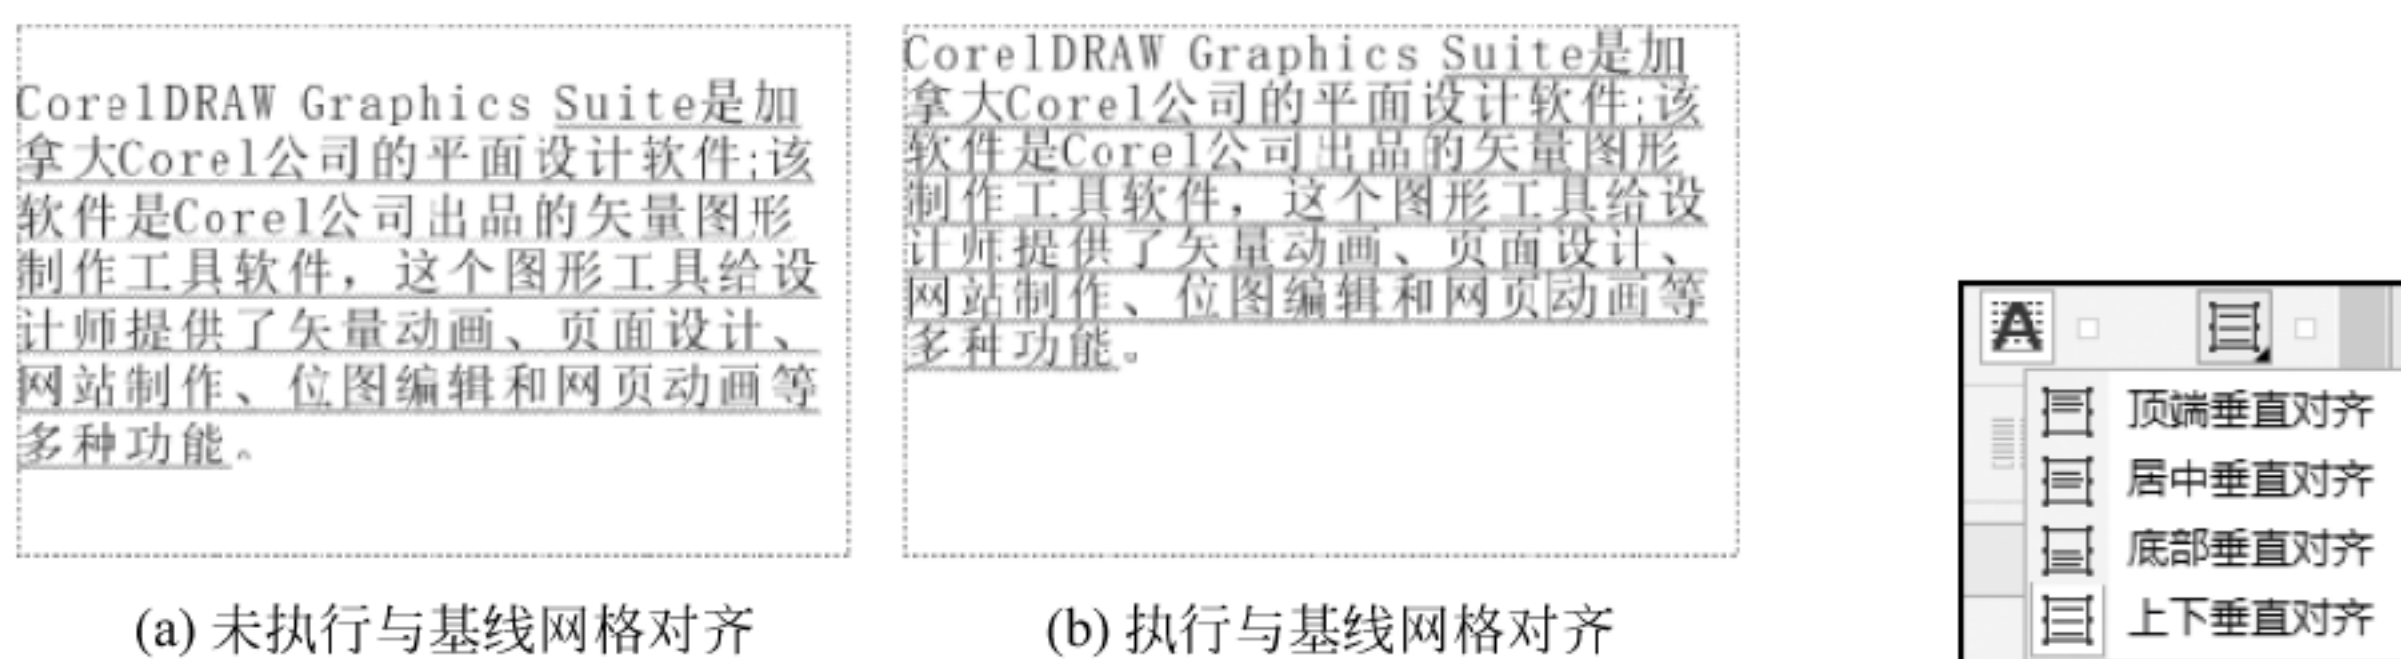 CorelDRAW Graphics Suite是加
拿大Corel公司的平面设计软件;该
软件是Corel公司出品的矢量图形
制作工具软件，这个图形工具给设
计师提供了矢量动画、页面设计、
网站制作、位图编辑和网页动画等
多种功能。
(a) 未执行与基线网格对齐
CorelDRAW Graphics Suite是加
拿大Corel公司的平面设计软件;该
软件是Corel公司出品的矢量图形
制作工具软件，这个图形工具给设
计师提供了矢量动画、页面设计、
网站制作、位图编辑和网页动画等
多种功能。
(b) 执行与基线网格对齐
A
顶端垂直对齐
居中垂直对齐
底部垂直对齐
上下垂直对齐